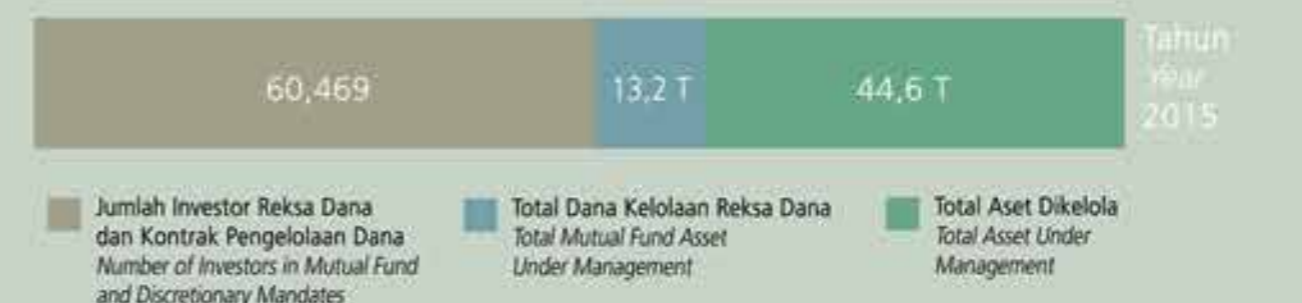 60,469
13,2 T
44,6 T
Tahun
Year
2015
Jumlah Investor Reksa Dana
dan Kontrak Pengelolaan Dana
Number of Investors in Mutual Fund
and Discretionary Mandates
Total Dana Kelolaan Reksa Dana
Total Mutual Fund Asset
Under Management
Total Aset Dikelola
Total Asset Under
Management